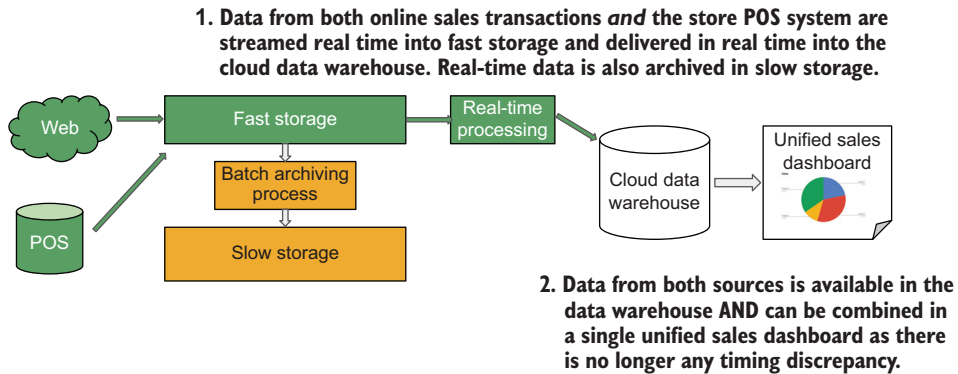 1. Data from both online sales transactions and the store POS system are
streamed real time into fast storage and delivered in real time into the
cloud data warehouse. Real-time data is also archived in slow storage.
Web
Fast storage
Real-time
processing
Unified sales
dashboard
Batch archiving
process
Cloud data
warehouse
POS
Slow storage
2. Data from both sources is available in the
data warehouse AND can be combined in
a single unified sales dashboard as there
is no longer any timing discrepancy.